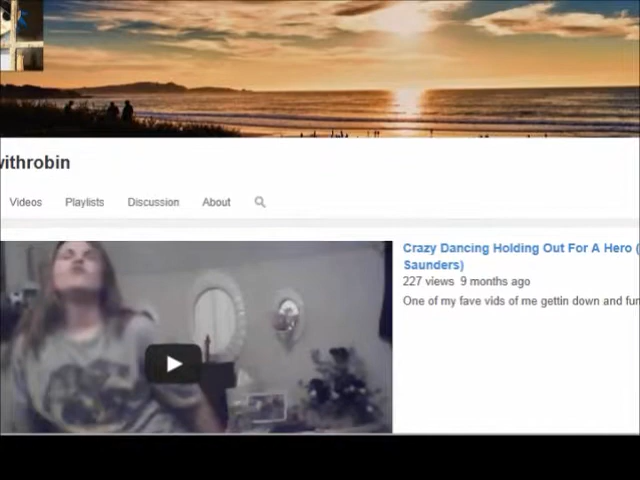 withrobin
Videos Playlists Discussion About
Crazy Dancing Holding Out For A Hero (
Saunders)
227 views 9 months ago
One of my fave vids of me gettin down and fun